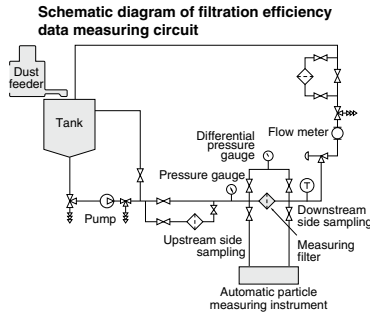 Schematic diagram of filtration efficiency
data measuring circuit
Dust
feeder
Tank
Differential
pressure
gauge
Flow meter
Pressure gauge
T
Pump
Upstream side
sampling
Downstream
side sampling
Measuring
filter
Automatic particle
measuring instrument